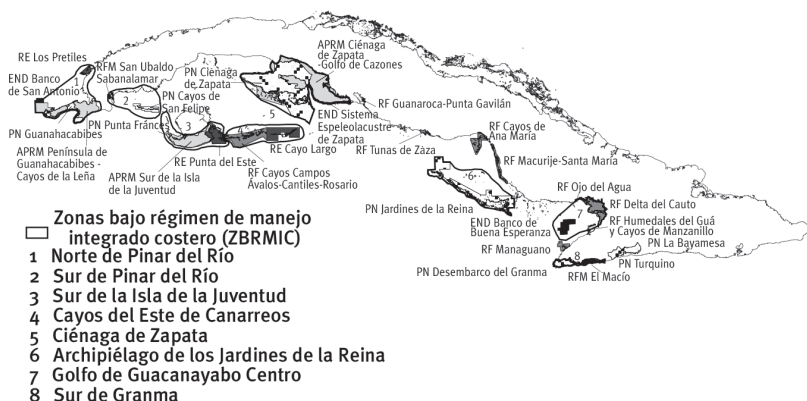 RE Los Pretiles
END Banco
de San Antonio
1
RFM San Ubaldo
Sabanalamar
2
PN Guanahacabibes
APRM Península de
Guanahacabibes -
Cayos de la Leña
PN Punta Francés
PN Cayos de
San Felipe
3
APRM Sur de la Isla
de la Juventud
RE Punta del Este
4
RE Cayo Largo
RF Cayos Campos
Ávalos-Cantiles-Rosario
PN Ciénaga
de Zapata
5
APRM Ciénaga
de Zapata
-Golfo de Cazones
END Sistema
Espeleolacustre
de Zapata
RF Guanaroca-Punta Gavilán
RF Tunas de Zaza
RF Cayos de
Ana María
RF Macurije-Santa María
6
PN Jardines de la Reina
END Banco de
Buena Esperanza
RF Ojo del Agua
7
RF Delta del Cauto
RF Humedales del Guá
y Cayos de Manzanillo
RF Managuano
PN La Bayamesa
8
PN Turquino
PN Desembarco del Granma
RFM El Macío
Zonas bajo régimen de manejo
integrado costero (ZBRMIC)
1 Norte de Pinar del Río
2 Sur de Pinar del Río
3 Sur de la Isla de la Juventud
4 Cayos del Este de Canarreos
5 Ciénaga de Zapata
6 Archipiélago de los Jardines de la Reina
7 Golfo de Guacanayabo Centro
8 Sur de Granma